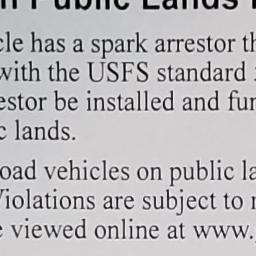 n Public Lands
cle has a spark arrestor th
with the USFS standard
estor be installed and fun
c lands.
oad vehicles on public la
Violations are subject to
e viewed online at www.